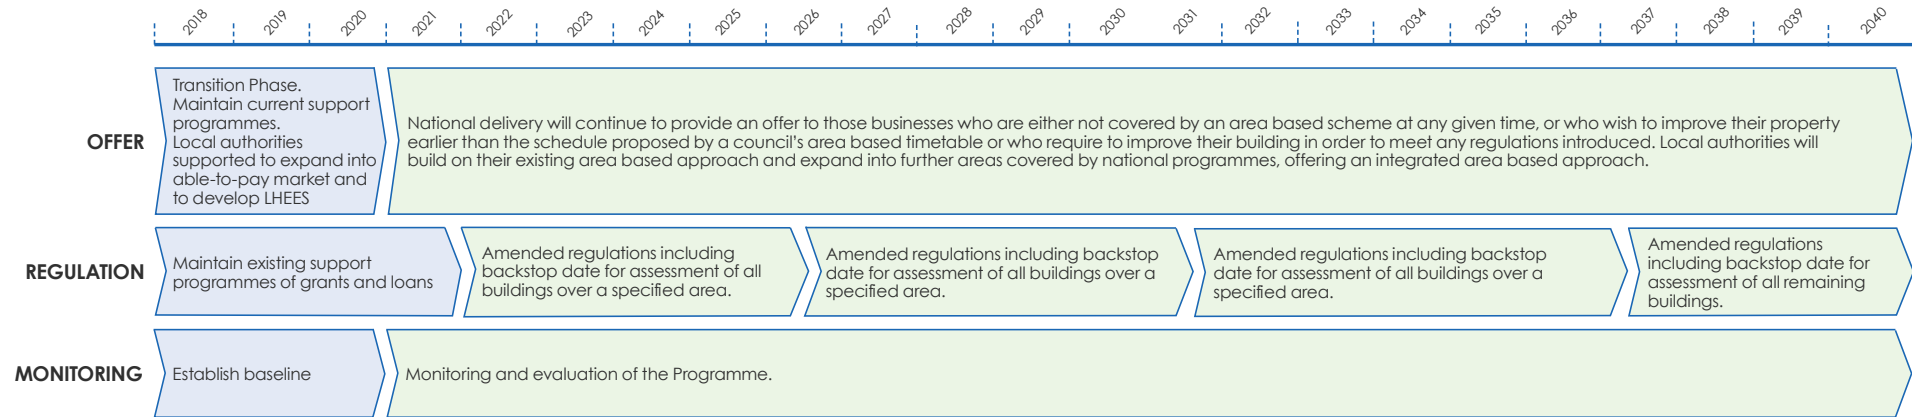 2018 2019 2020 2021 2022 2023 2024 2025 2026 2027 2028 2029 2030 2031 2032 2033 2034 2035 2036 2037 2038 2039 2040
OFFER
Transition Phase.
Maintain current support
programmes.
Local authorities
supported to expand into
able-to-pay market and
to develop LHEES
National delivery will continue to provide an offer to those businesses who are either not covered by an area based scheme at any given time, or who wish to improve their property
earlier than the schedule proposed by a council's area based timetable or who require to improve their building in order to meet any regulations introduced. Local authorities will
build on their existing area based approach and expand into further areas covered by national programmes, offering an integrated area based approach.
REGULATION
Maintain existing support
programmes of grants and loans
Amended regulations including
backstop date for assessment of all
buildings over a specified area.
Amended regulations including backstop
date for assessment of all buildings over a
specified area.
Amended regulations including backstop
date for assessment of all buildings over a
specified area.
Amended regulations
including backstop date for
assessment of all remaining
buildings.
MONITORING
Establish baseline
Monitoring and evaluation of the Programme.